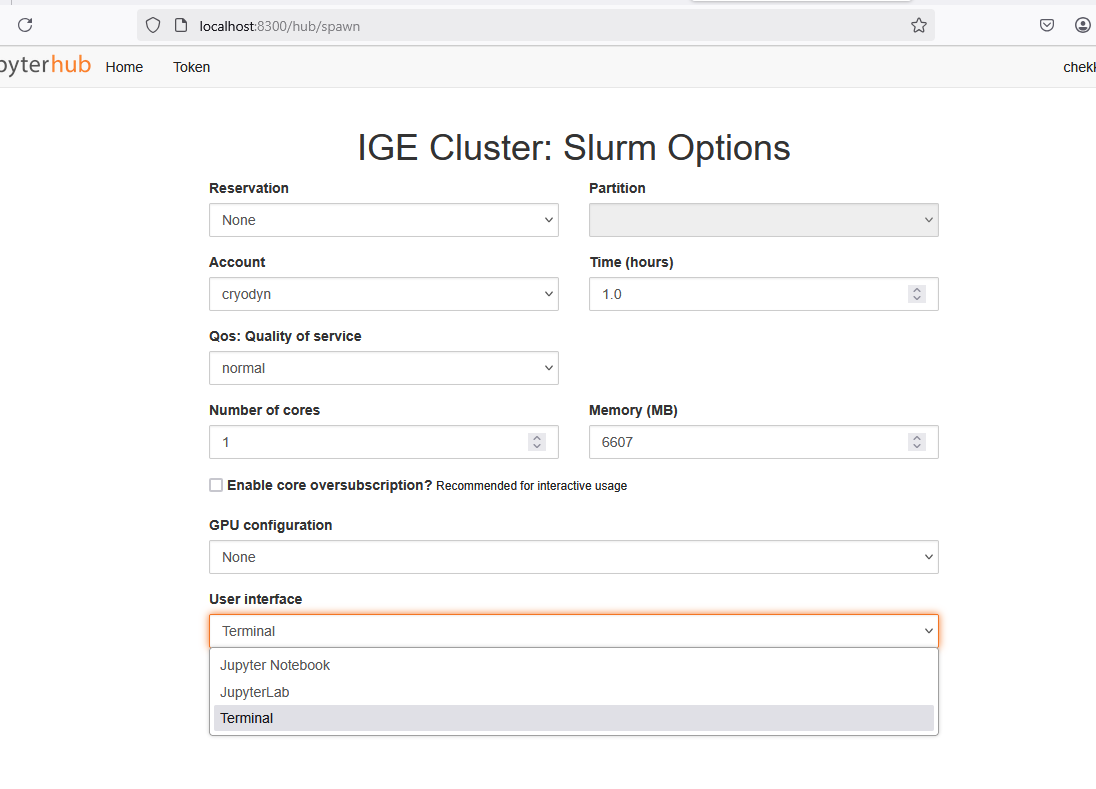 localhost:8300/hub/spawn
pyterhub Home Token chekk
IGE Cluster: Slurm Options
Reservation Partition
None
Account Time (hours)
cryodyn 1.0
Qos: Quality of service
normal
Number of cores Memory (MB)
1 6607
Enable core oversubscription? Recommended for interactive usage
GPU configuration
None
User interface
Terminal
Jupyter Notebook
JupyterLab
Terminal